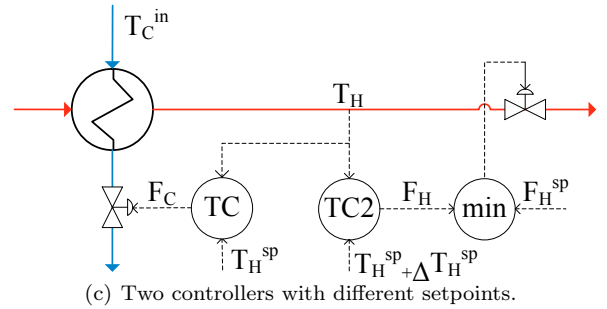 T_C^in
T_H
F_C
TC
TC2
F_H
min
F_H^sp
T_H^sp
T_H^sp+ΔT_H^sp
(c) Two controllers with different setpoints.